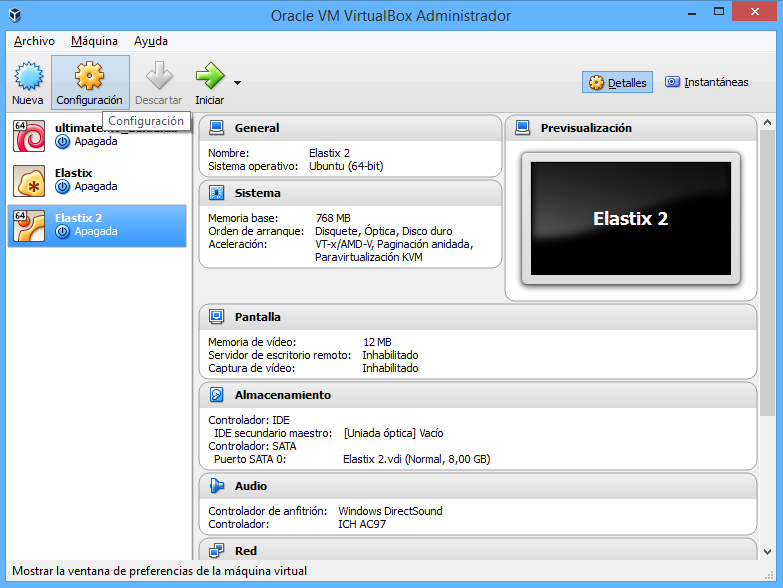 Oracle VM VirtualBox Administrador
Archivo Máquina Ayuda
Nueva Configuración Descartar Iniciar
Detalles Instantáneas
Configuración
64
Apagada
Elastix
Apagada
64
Elastix 2
Apagada
General
Nombre: Elastix 2
Sistema operativo: Ubuntu (64-bit)
Sistema
Memoria base: 768 MB
Orden de arranque: Disquete, Óptica, Disco duro
Aceleración: VT-x/AMD-V, Paginación anidada,
Paravirtualización KVM
Previsualización
Elastix 2
Pantalla
Memoria de vídeo: 12 MB
Servidor de escritorio remoto: Inhabilitado
Captura de vídeo: Inhabilitado
Almacenamiento
Controlador: IDE
IDE secundario maestro: [Uniada óptica] Vacío
Controlador: SATA
Puerto SATA 0: Elastix 2.vdi (Normal, 8,00 GB)
Audio
Controlador de anfitrión: Windows DirectSound
Controlador: ICH AC97
Red
Mostrar la ventana de preferencias de la máquina virtual